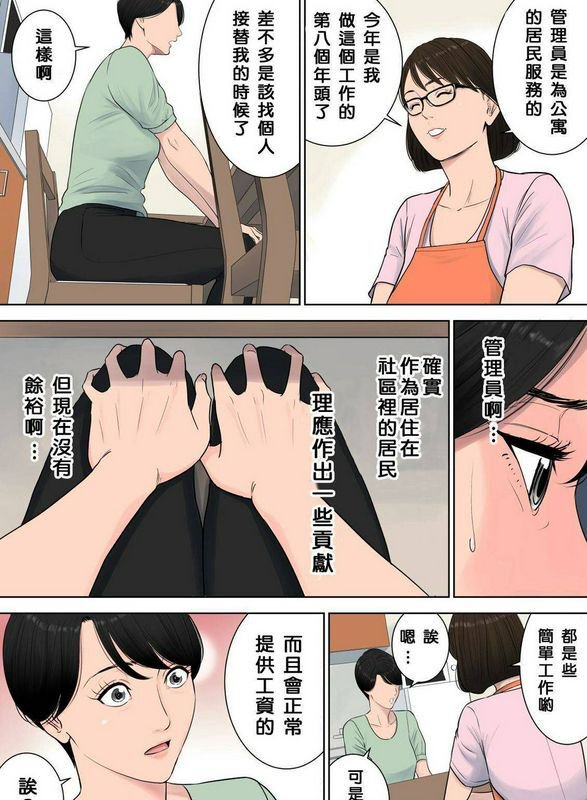 管理員是為公寓
的居民服務的
今年是我
做這個工作的
第八個年頭了
差不多是該找個人
接替我的時候了
這樣啊
管理員啊…
確實
作為居住在
社區裡的居民
理應作出一些貢獻
但現在沒有
餘裕啊…
都是些
簡單工作喲
誒
嗯…
可是
而且會正常
提供工資的
誒